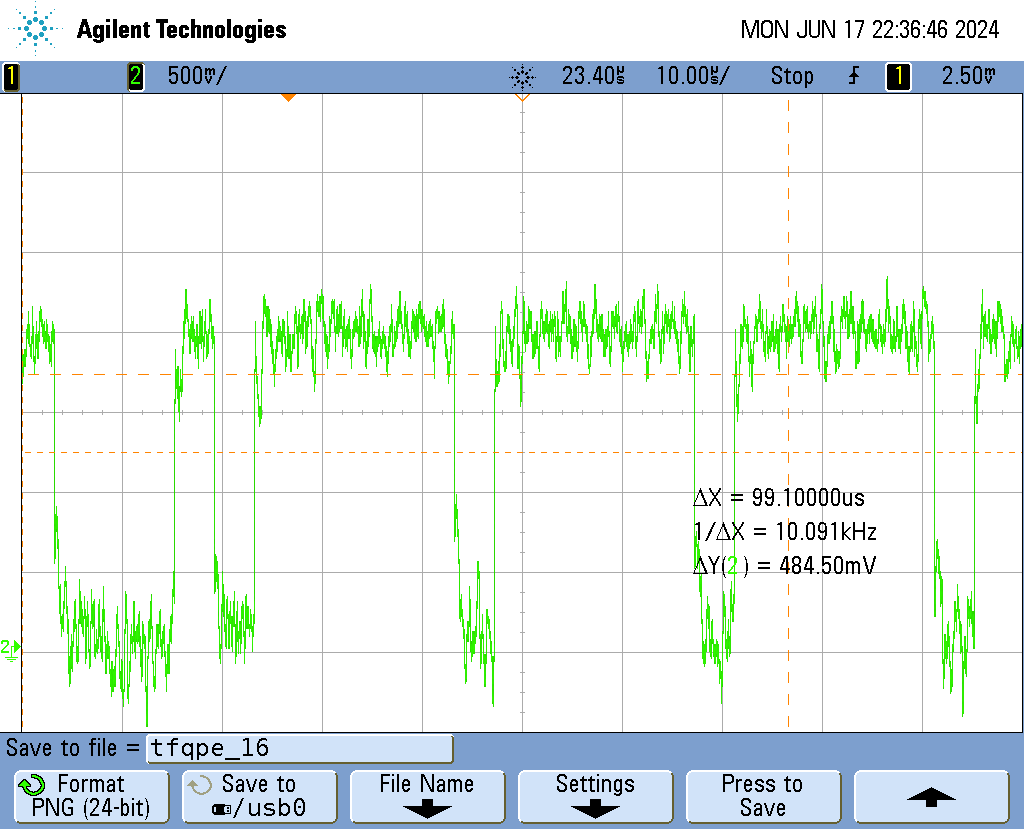 Agilent Technologies
MON JUN 17 22:36:46 2024
1 2 500mV/ 23.40us 10.00us/ Stop 1 2.50V
ΔX = 99.10000us
1/ΔX = 10.091kHz
ΔY(2) = 484.50mV
2
Save to file = tfqpe_16
Format
PNG (24-bit)
Save to
/usb0
File Name
Settings
Press to
Save